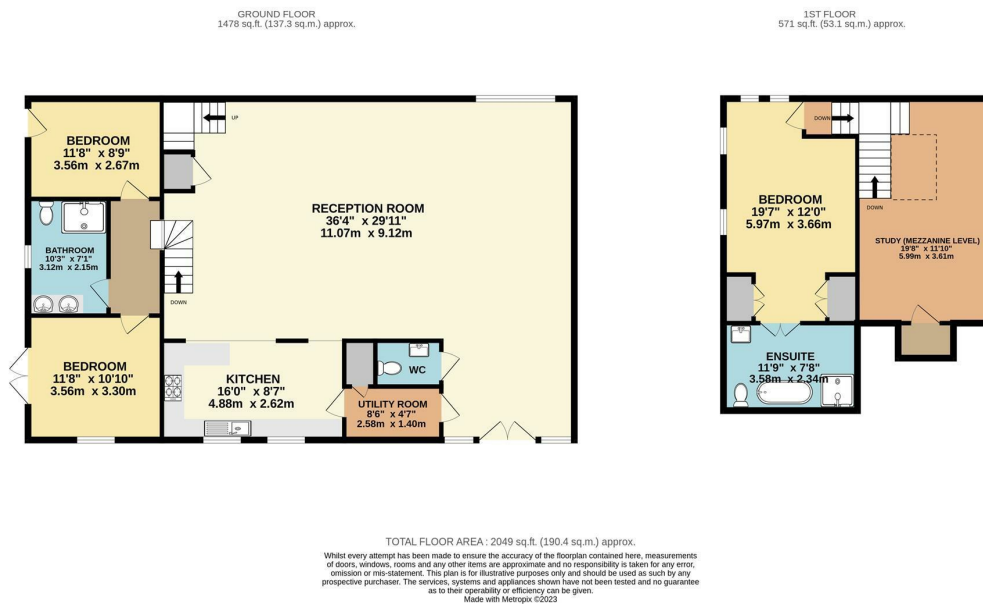 GROUND FLOOR
1478 sq.ft. (137.3 sq.m.) approx.
1ST FLOOR
571 sq.ft. (53.1 sq.m.) approx.
BEDROOM
11'8" x 8'9"
3.56m x 2.67m
UP
RECEPTION ROOM
36'4" x 29'11"
11.07m x 9.12m
BATHROOM
10'3" x 7'1"
3.12m x 2.15m
DOWN
BEDROOM
11'8" x 10'10"
3.56m x 3.30m
KITCHEN
16'0" x 8'7"
4.88m x 2.62m
WC
UTILITY ROOM
8'6" x 4'7"
2.58m x 1.40m
DOWN
BEDROOM
19'7" x 12'0"
5.97m x 3.66m
DOWN
STUDY (MEZZANINE LEVEL)
19'8" x 11'10"
5.99m x 3.61m
ENSUITE
11'9" x 7'8"
3.58m x 2.34m
TOTAL FLOOR AREA : 2049 sq.ft. (190.4 sq.m.) approx.
Whilst every attempt has been made to ensure the accuracy of the floorplan contained here, measurements
of doors, windows, rooms and any other items are approximate and no responsibility is taken for any error,
omission or mis-statement. This plan is for illustrative purposes only and should be used as such by any
prospective purchaser. The services, systems and appliances shown have not been tested and no guarantee
as to their operability or efficiency can be given.
Made with Metropix ©2023